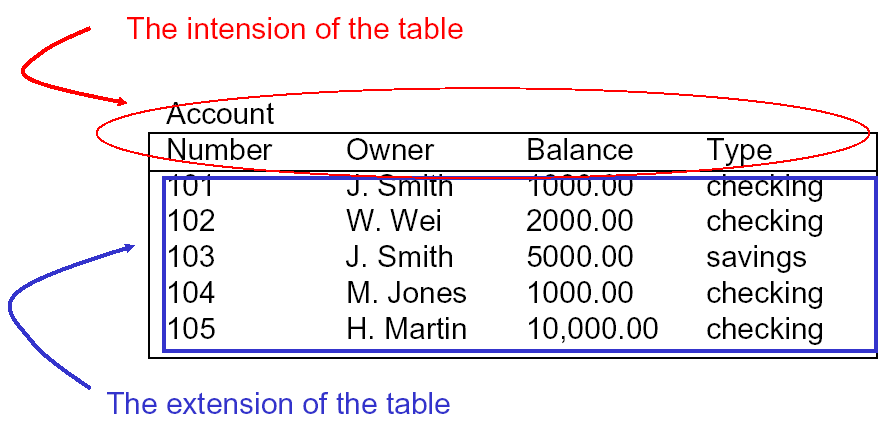 The intension of the table
Account
Number Owner Balance Type
101 J. Smith 1000.00 checking
102 W. Wei 2000.00 checking
103 J. Smith 5000.00 savings
104 M. Jones 1000.00 checking
105 H. Martin 10,000.00 checking
The extension of the table